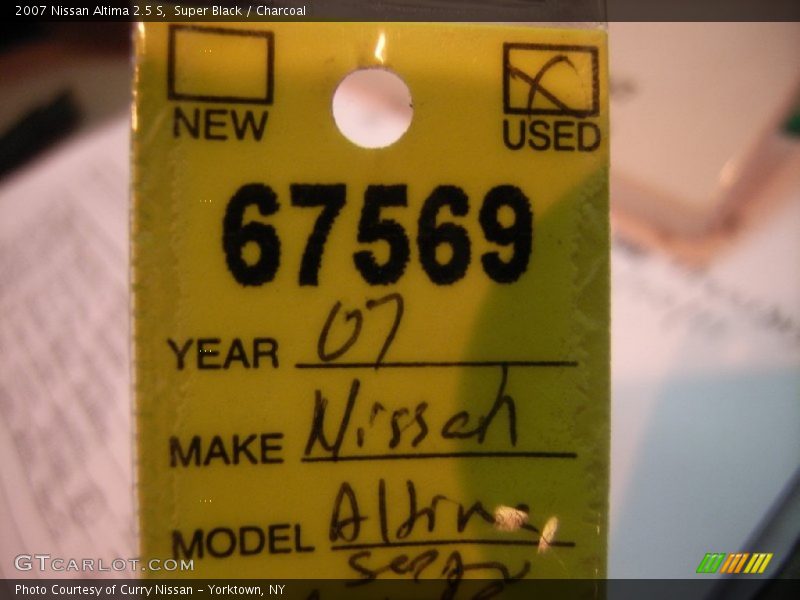 2007 Nissan Altima 2.5 S, Super Black / Charcoal
NEW
USED
67569
YEAR 07
MAKE Nissan
MODEL Altima
GTcarlot.com
Photo Courtesy of Curry Nissan - Yorktown, NY